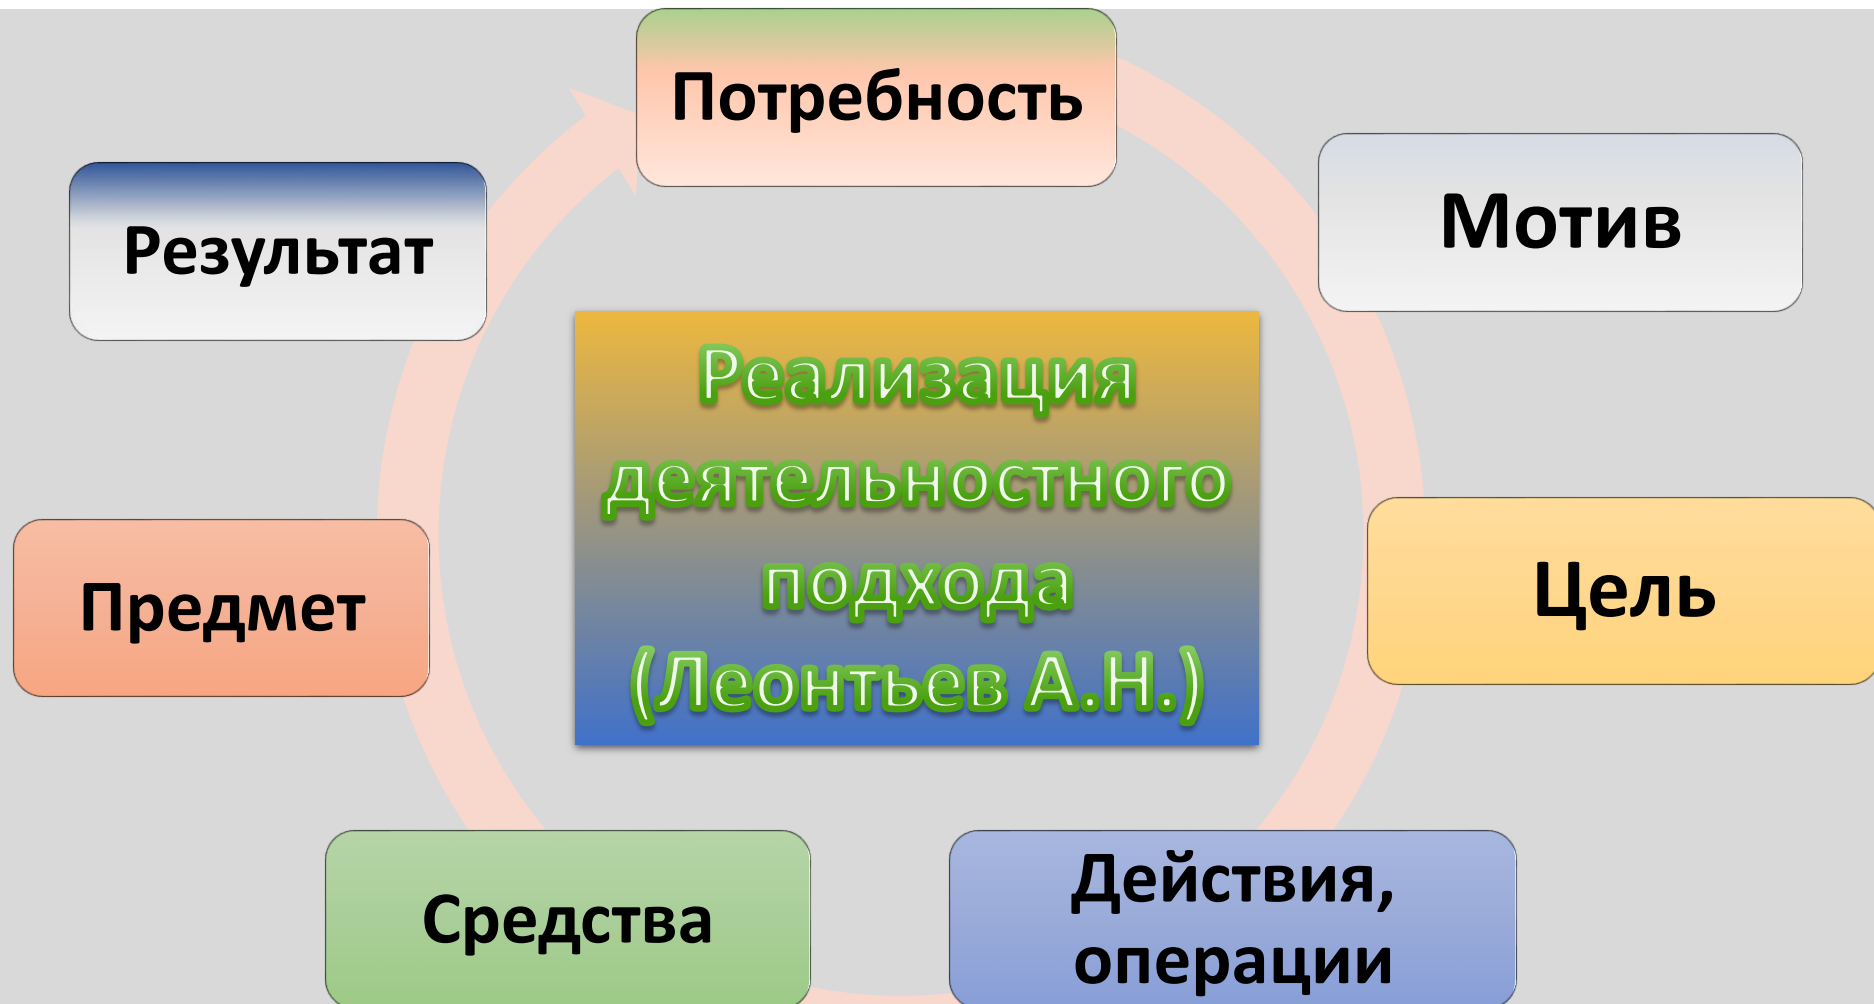 Потребность
Мотив
Цель
Действия,
операции
Средства
Предмет
Результат
Реализация
деятельностного
подхода
(Леонтьев А.Н.)